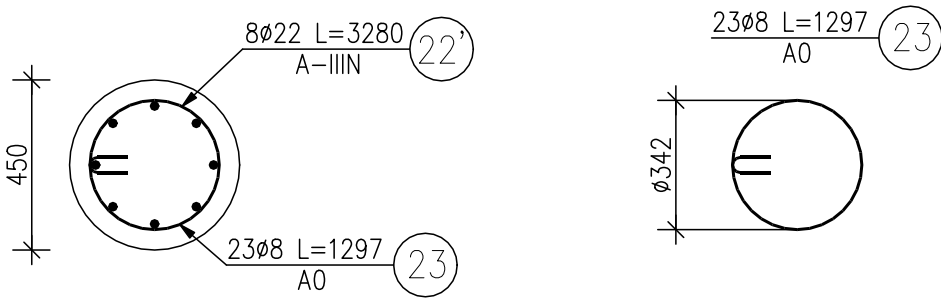 8ø22 L=3280 22'
A-IIIN
450
23ø8 L=1297 23
A0
23ø8 L=1297 23
A0
ø342